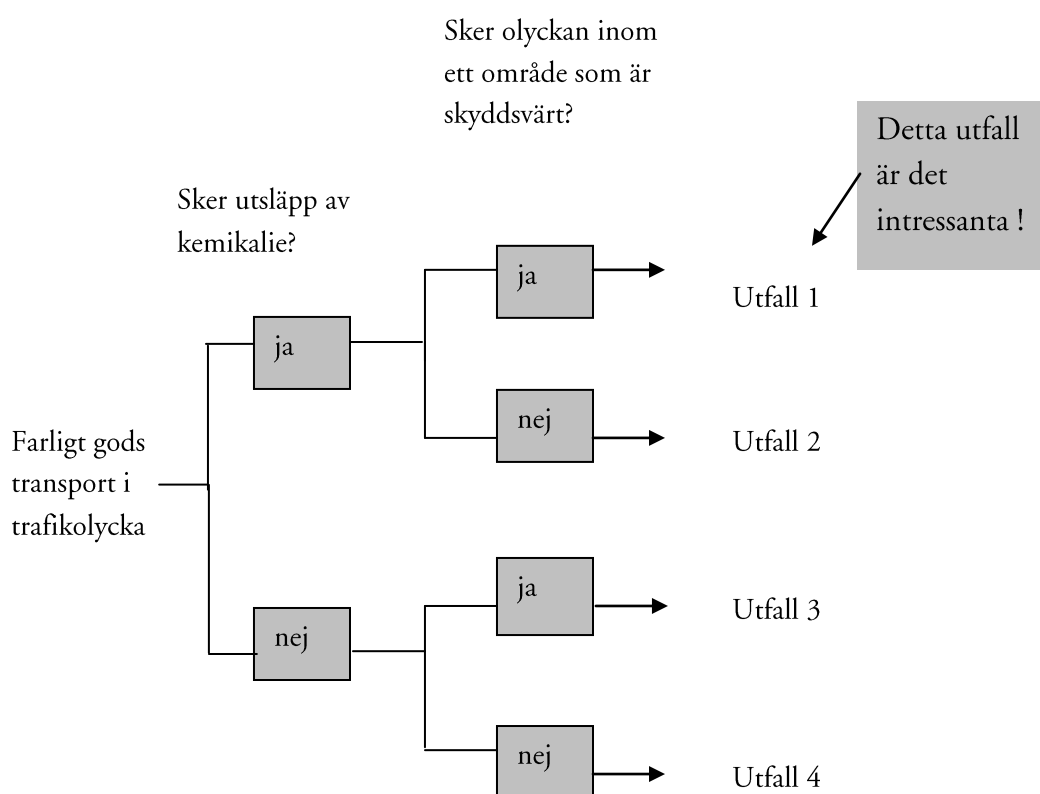 Sker olyckan inom
ett område som är
skyddsvärt?
Detta utfall
är det
intressanta !
Sker utsläpp av
kemikalie?
ja
Utfall 1
ja
nej
Utfall 2
Farligt gods
transport i
trafikolycka
ja
Utfall 3
nej
nej
Utfall 4